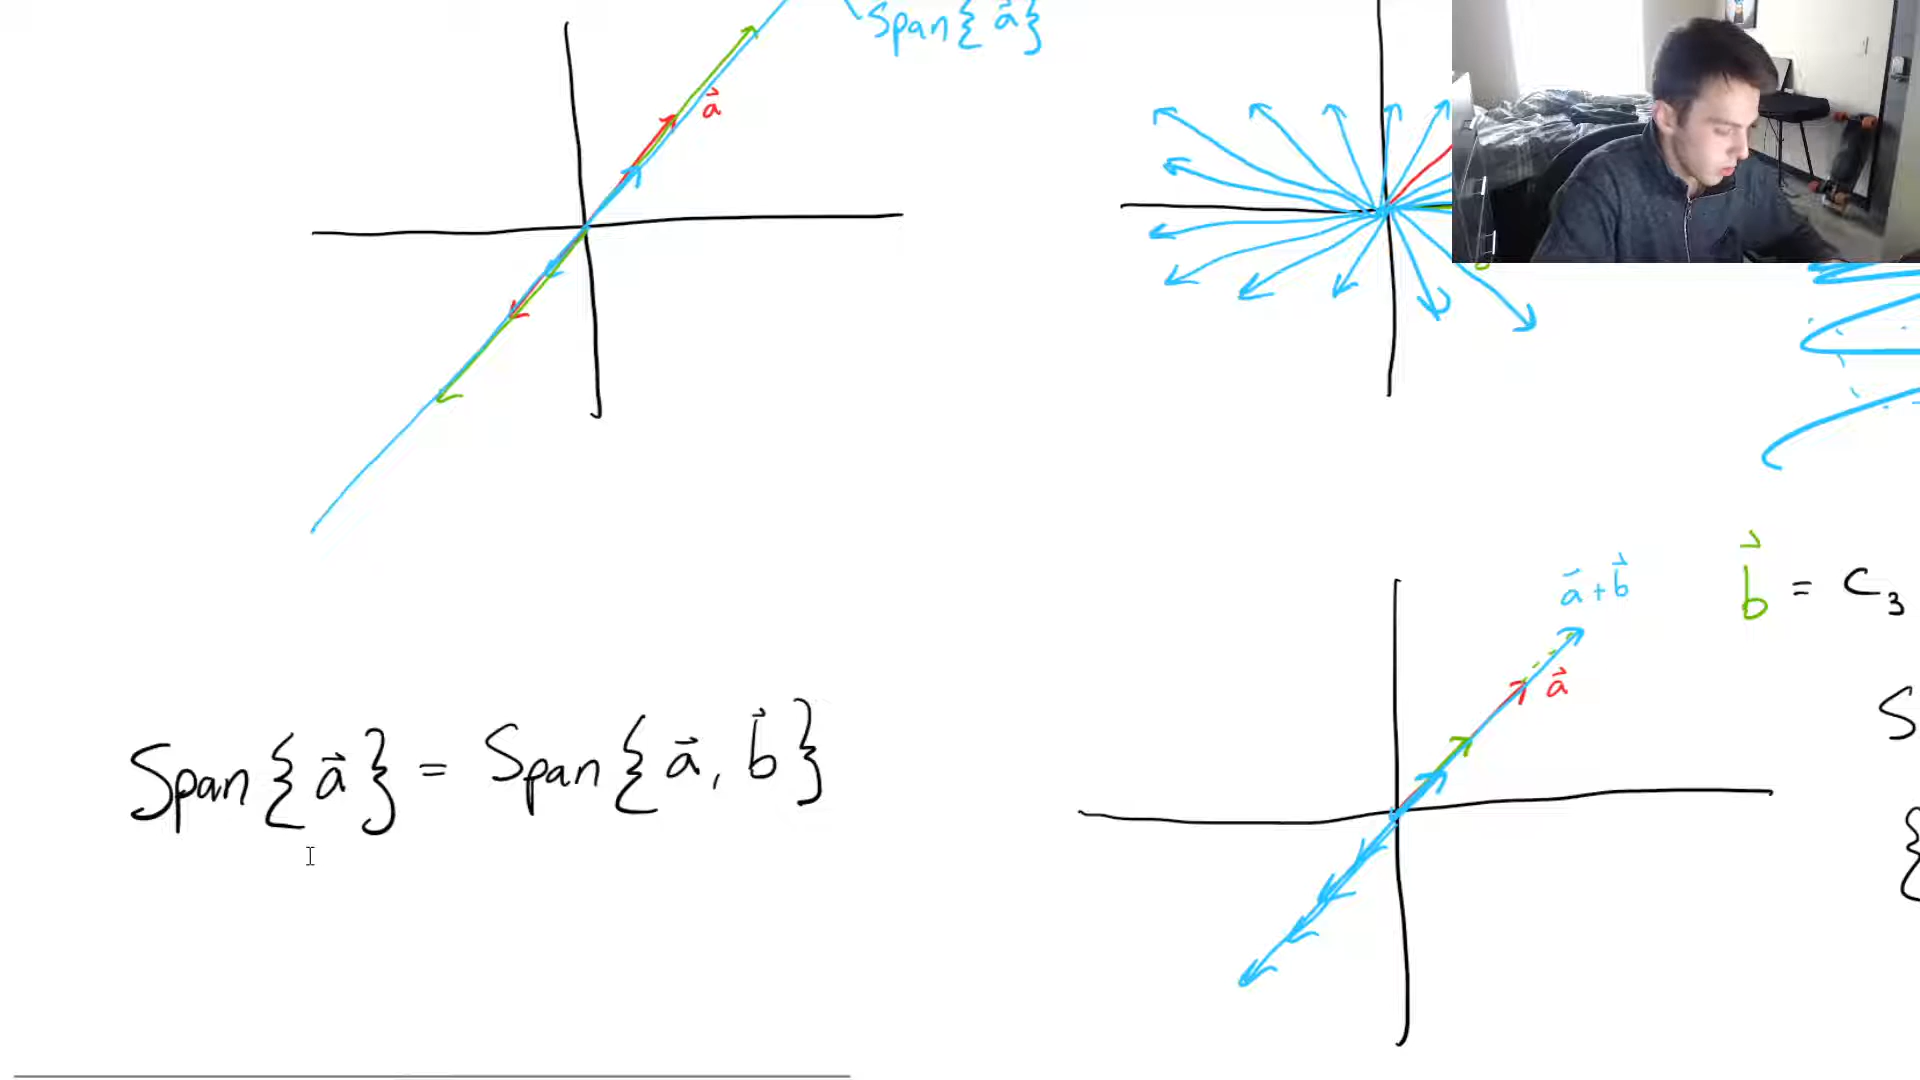 Span{a⃗}
a⃗
a⃗ + b⃗
b⃗ = c₃
a⃗
S
Span{a⃗} = Span{a⃗, b⃗}
{